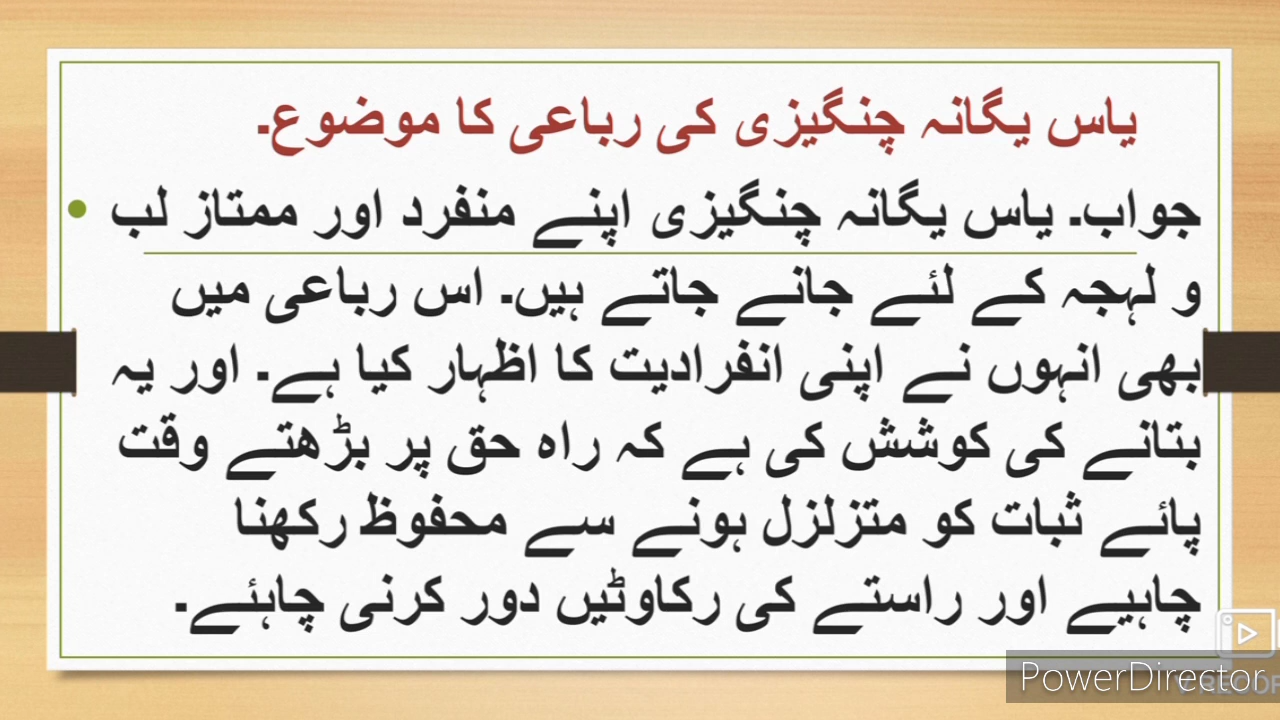 یاس یگانہ چنگیزی کی رباعی کا موضوع۔
جواب۔ یاس یگانہ چنگیزی اپنے منفرد اور ممتاز لب
و لہجہ کے لئے جانے جاتے ہیں۔ اس رباعی میں
بھی انہوں نے اپنی انفرادیت کا اظہار کیا ہے۔ اور یہ
بتانے کی کوشش کی ہے کہ راہ حق پر بڑھتے وقت
پائے ثبات کو متزلزل ہونے سے محفوظ رکھنا
چاہیے اور راستے کی رکاوٹیں دور کرنی چاہئے۔
PowerDirector